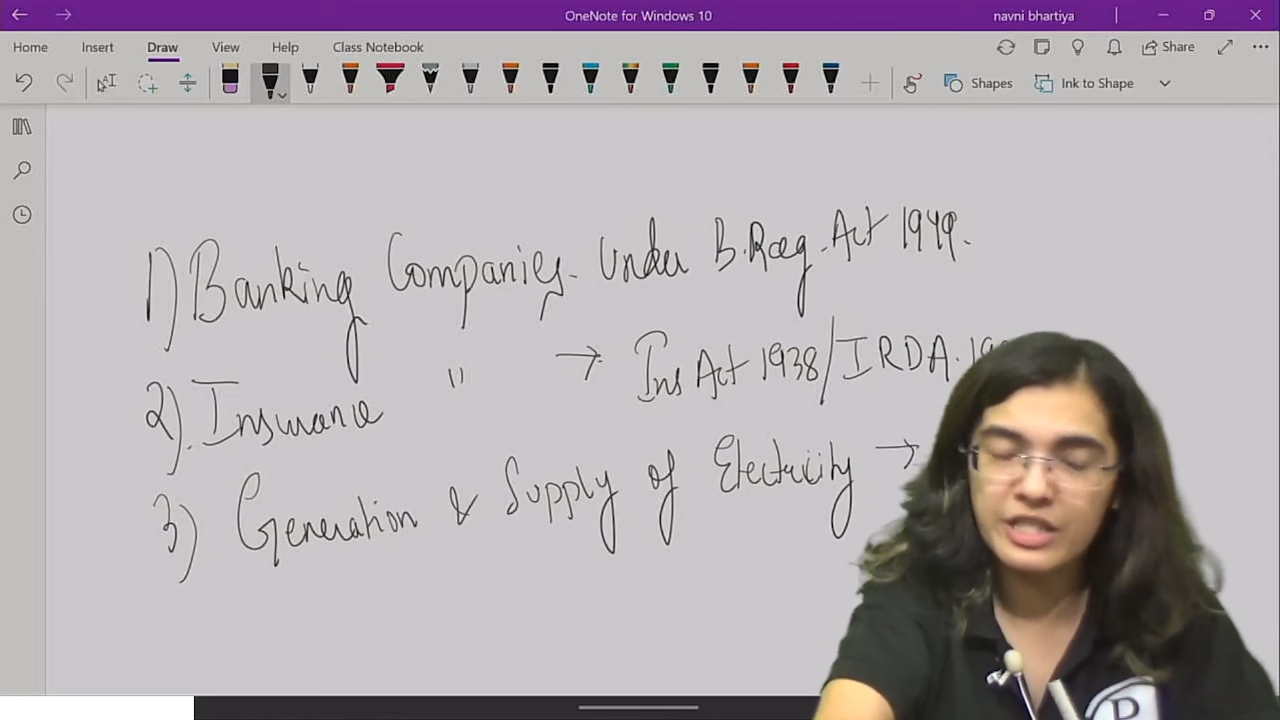 OneNote for Windows 10
navni bhartiya
Home Insert Draw View Help Class Notebook
Share
Shapes
Ink to Shape
1) Banking Companies. Under B.Reg.Act 1949.
2). Insurance " → Ins Act 1938/IRDA.19
3) Generation & Supply of Electricity →